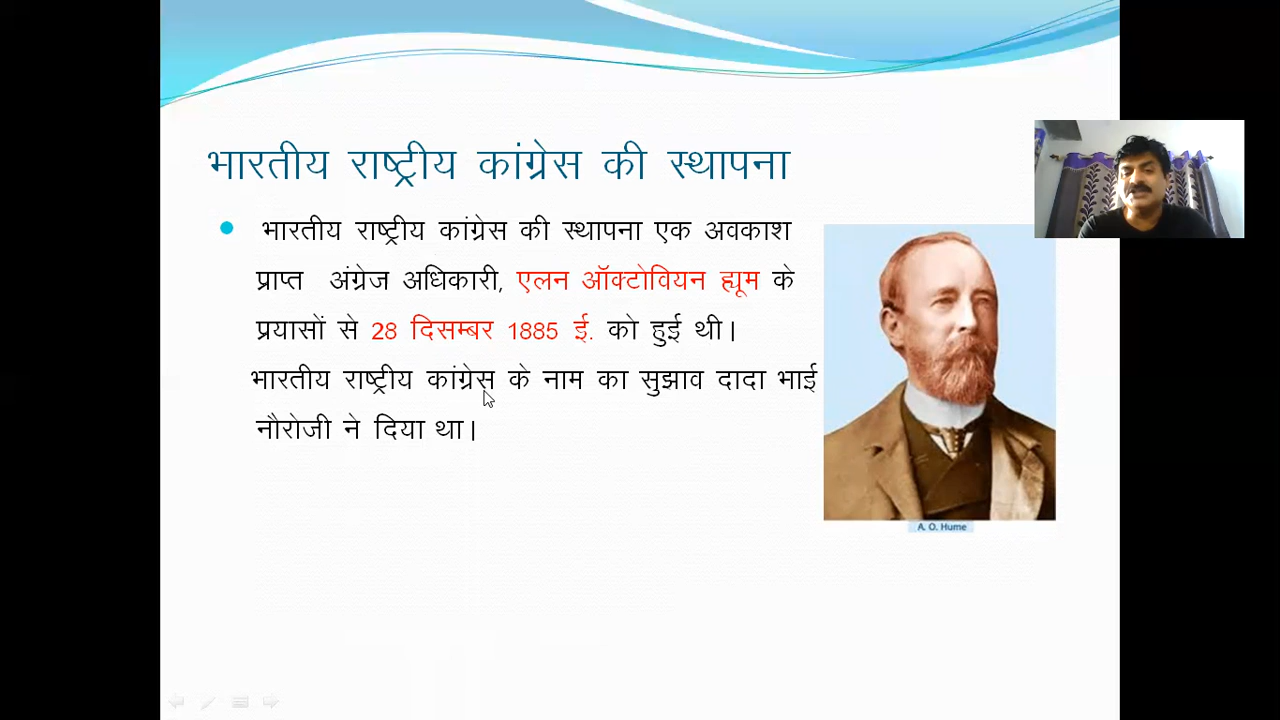 भारतीय राष्ट्रीय कांग्रेस की स्थापना
भारतीय राष्ट्रीय कांग्रेस की स्थापना एक अवकाश
प्राप्त अंग्रेज अधिकारी, एलन ऑक्टोवियन ह्यूम के
प्रयासों से 28 दिसम्बर 1885 ई. को हुई थी।
भारतीय राष्ट्रीय कांग्रेस के नाम का सुझाव दादा भाई
नौरोजी ने दिया था।
A. O. Hume